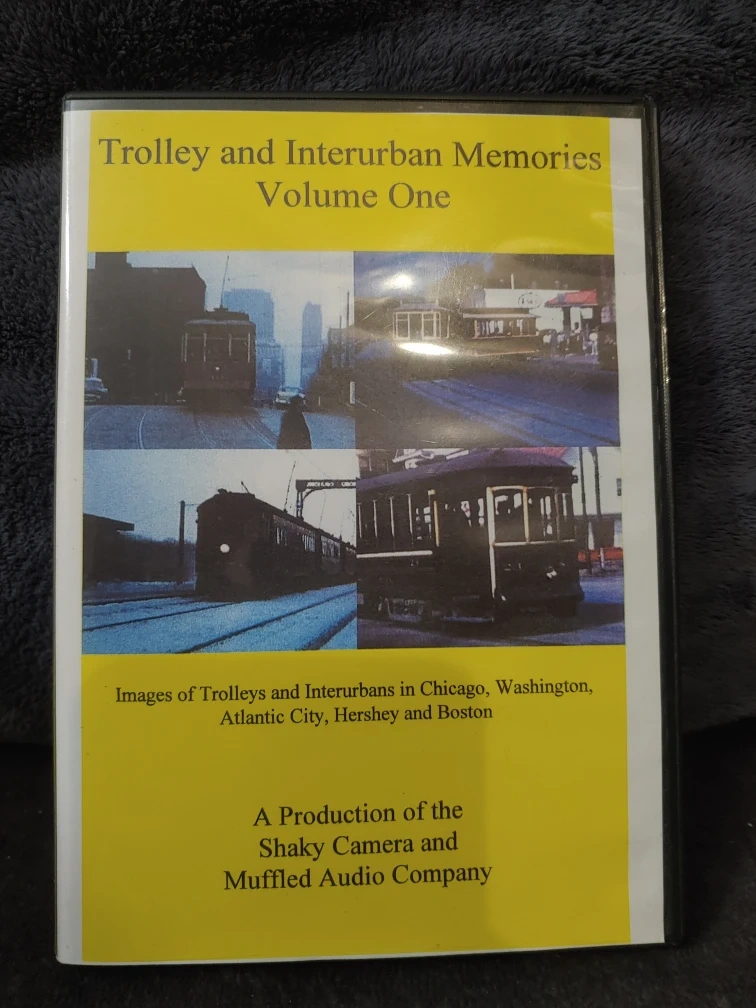 Trolley and Interurban Memories
Volume One
Images of Trolleys and Interurbans in Chicago, Washington,
Atlantic City, Hershey and Boston
A Production of the
Shaky Camera and
Muffled Audio Company